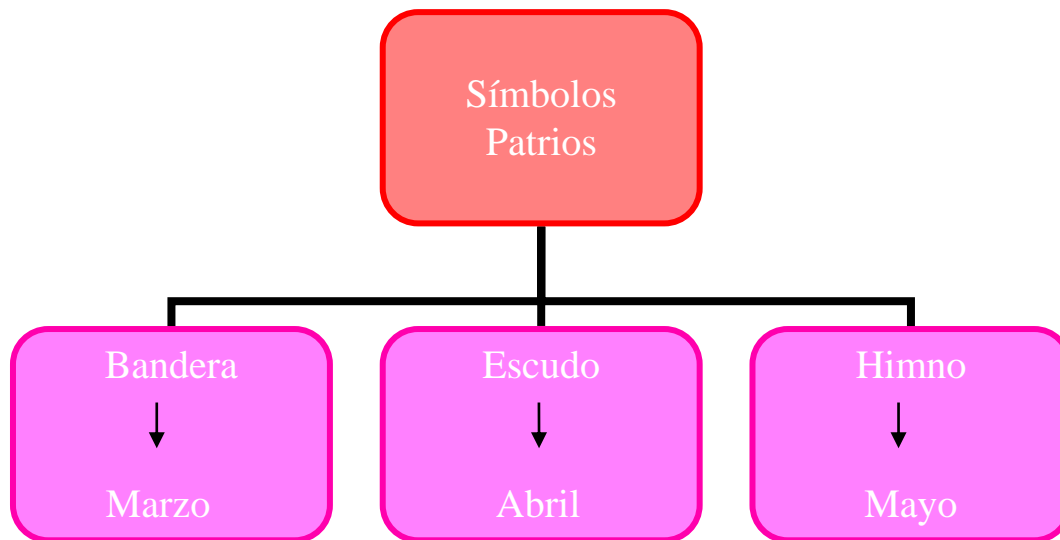 Símbolos
Patrios
Bandera
Marzo
Escudo
Abril
Himno
Mayo